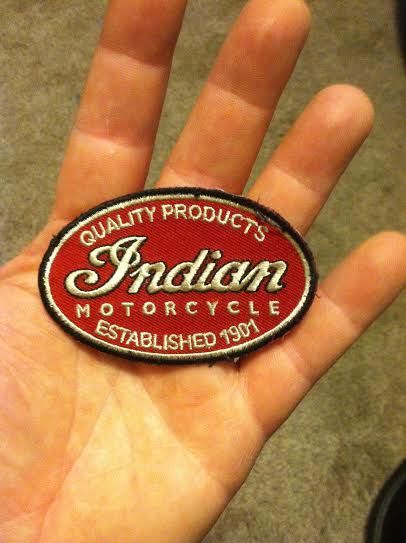 QUALITY PRODUCTS
Indian
MOTORCYCLE
ESTABLISHED 1901